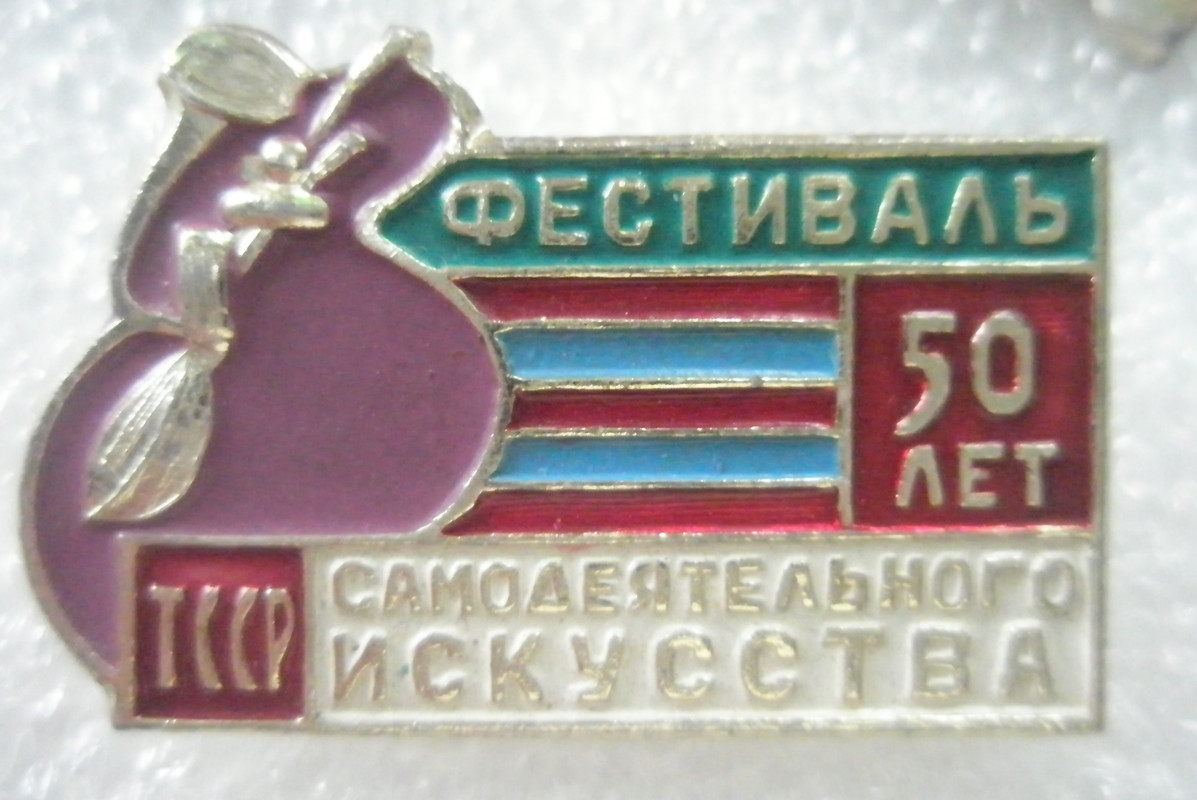 ФЕСТИВАЛЬ
50
ЛЕТ
ТССР
САМОДЕЯТЕЛЬНОГО
ИСКУССТВА